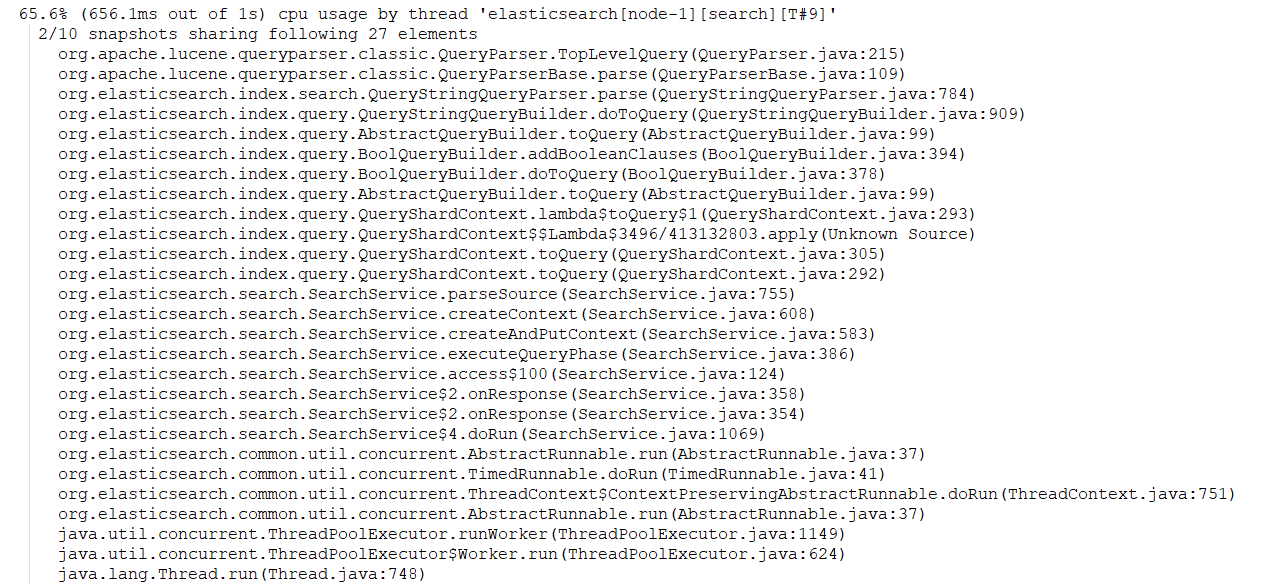 65.6% (656.1ms out of 1s) cpu usage by thread 'elasticsearch[node-1][search][T#9]'
2/10 snapshots sharing following 27 elements
org.apache.lucene.queryparser.classic.QueryParser.TopLevelQuery(QueryParser.java:215)
org.apache.lucene.queryparser.classic.QueryParserBase.parse(QueryParserBase.java:109)
org.elasticsearch.index.search.QueryStringQueryParser.parse(QueryStringQueryParser.java:784)
org.elasticsearch.index.query.QueryStringQueryBuilder.doToQuery(QueryStringQueryBuilder.java:909)
org.elasticsearch.index.query.AbstractQueryBuilder.toQuery(AbstractQueryBuilder.java:99)
org.elasticsearch.index.query.BoolQueryBuilder.addBooleanClauses(BoolQueryBuilder.java:394)
org.elasticsearch.index.query.BoolQueryBuilder.doToQuery(BoolQueryBuilder.java:378)
org.elasticsearch.index.query.AbstractQueryBuilder.toQuery(AbstractQueryBuilder.java:99)
org.elasticsearch.index.query.QueryShardContext.lambda$toQuery$1(QueryShardContext.java:293)
org.elasticsearch.index.query.QueryShardContext$$Lambda$3496/413132803.apply(Unknown Source)
org.elasticsearch.index.query.QueryShardContext.toQuery(QueryShardContext.java:305)
org.elasticsearch.index.query.QueryShardContext.toQuery(QueryShardContext.java:292)
org.elasticsearch.search.SearchService.parseSource(SearchService.java:755)
org.elasticsearch.search.SearchService.createContext(SearchService.java:608)
org.elasticsearch.search.SearchService.createAndPutContext(SearchService.java:583)
org.elasticsearch.search.SearchService.executeQueryPhase(SearchService.java:386)
org.elasticsearch.search.SearchService.access$100(SearchService.java:124)
org.elasticsearch.search.SearchService$2.onResponse(SearchService.java:358)
org.elasticsearch.search.SearchService$2.onResponse(SearchService.java:354)
org.elasticsearch.search.SearchService$4.doRun(SearchService.java:1069)
org.elasticsearch.common.util.concurrent.AbstractRunnable.run(AbstractRunnable.java:37)
org.elasticsearch.common.util.concurrent.TimedRunnable.doRun(TimedRunnable.java:41)
org.elasticsearch.common.util.concurrent.ThreadContext$ContextPreservingAbstractRunnable.doRun(ThreadContext.java:751)
org.elasticsearch.common.util.concurrent.AbstractRunnable.run(AbstractRunnable.java:37)
java.util.concurrent.ThreadPoolExecutor.runWorker(ThreadPoolExecutor.java:1149)
java.util.concurrent.ThreadPoolExecutor$Worker.run(ThreadPoolExecutor.java:624)
java.lang.Thread.run(Thread.java:748)